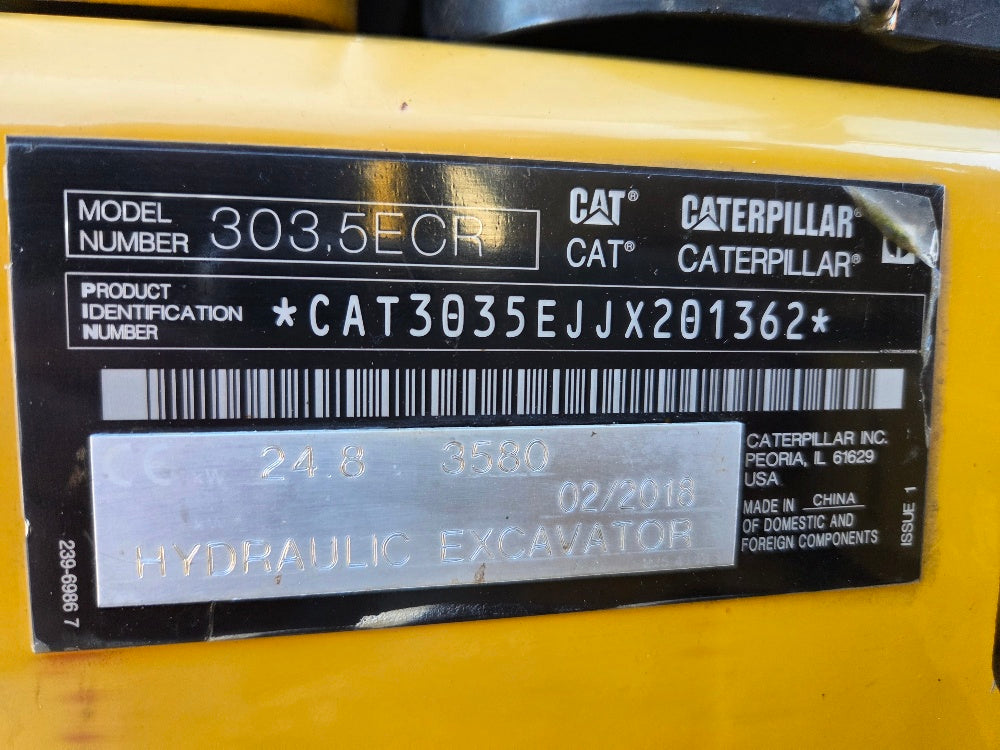 MODEL NUMBER 303.5ECR
CAT® CATERPILLAR®
CAT® CATERPILLAR®
PRODUCT IDENTIFICATION NUMBER *CAT3035EJJX201362*
24.8 3580
02/2018
HYDRAULIC EXCAVATOR
CATERPILLAR INC.
PEORIA, IL 61629
USA
MADE IN CHINA
OF DOMESTIC AND
FOREIGN COMPONENTS
ISSUE 1
239-6986 7